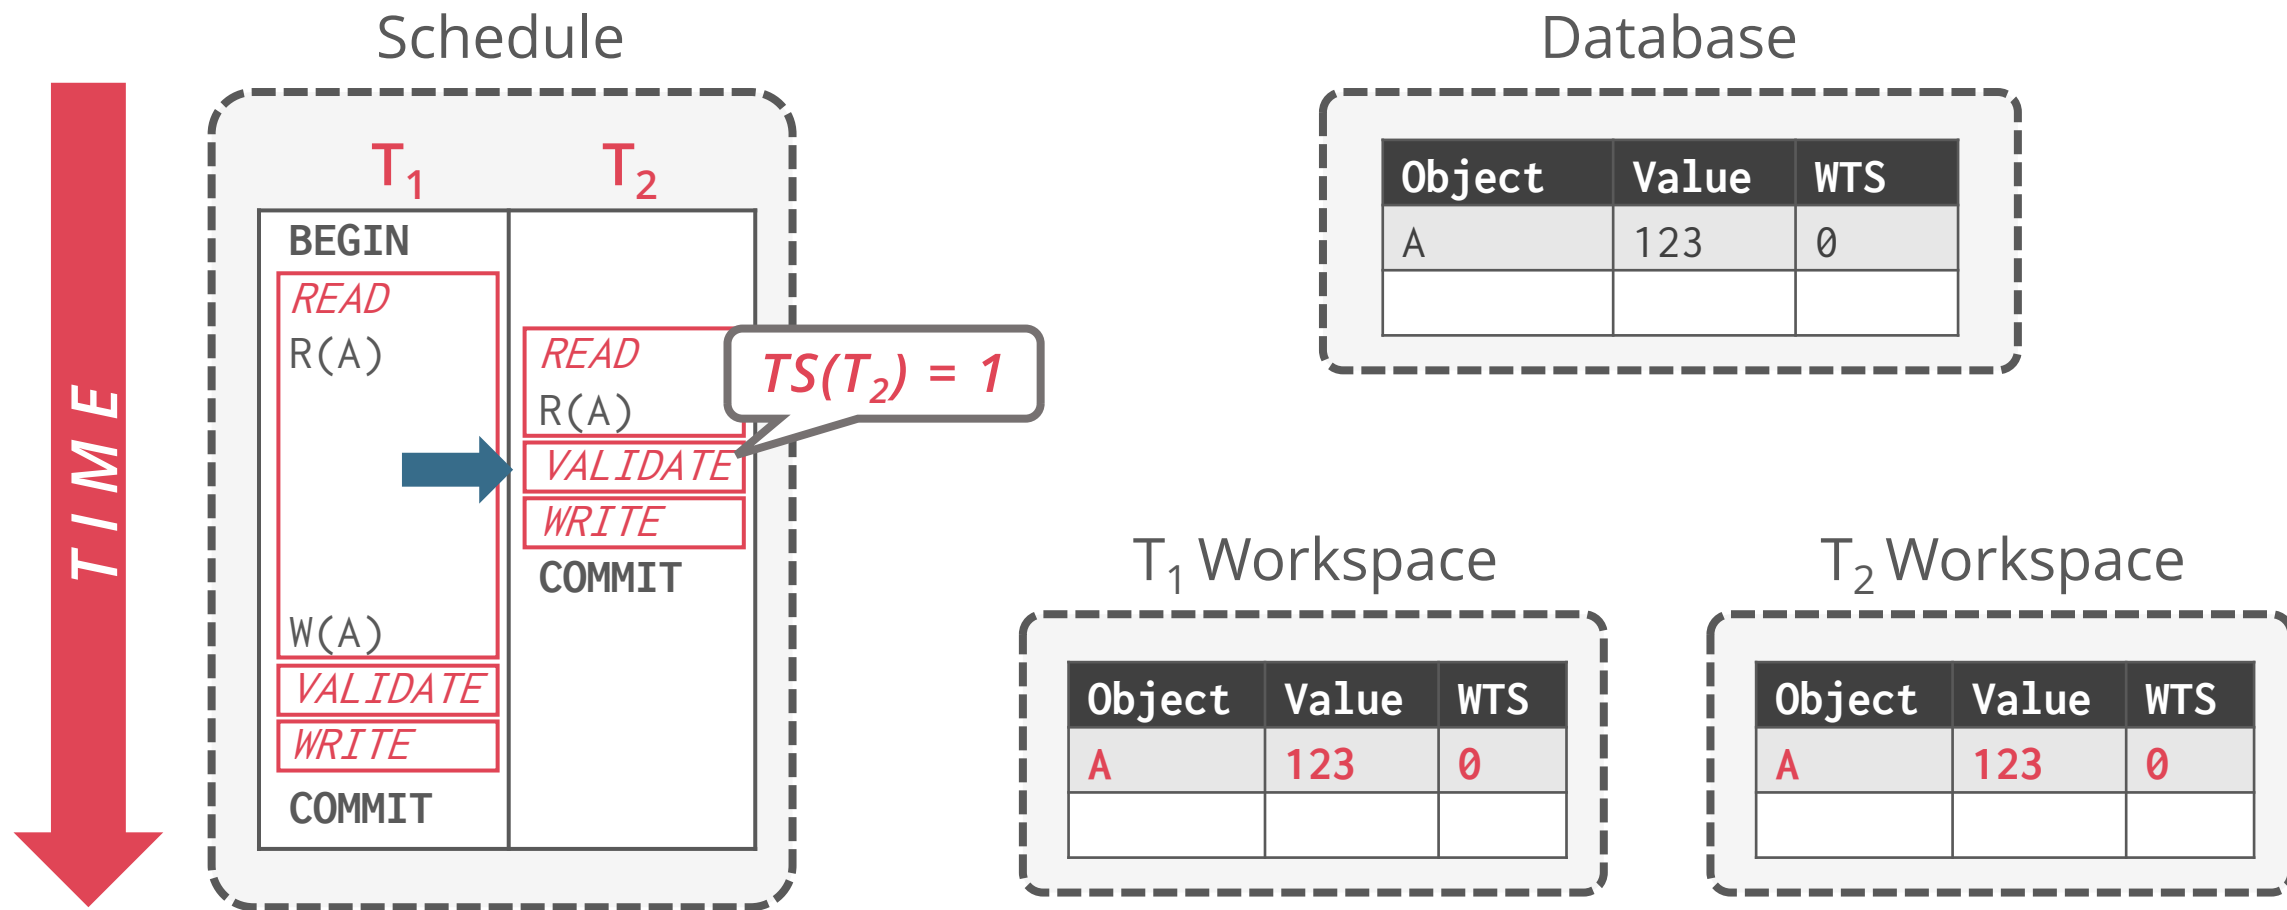 Schedule
Database
TIME
T1 T2
BEGIN
READ
R(A)
W(A)
VALIDATE
WRITE
COMMIT
READ
R(A)
VALIDATE
WRITE
COMMIT
TS(T2) = 1
Object Value WTS
A 123 0
T1 Workspace
Object Value WTS
A 123 0
T2 Workspace
Object Value WTS
A 123 0